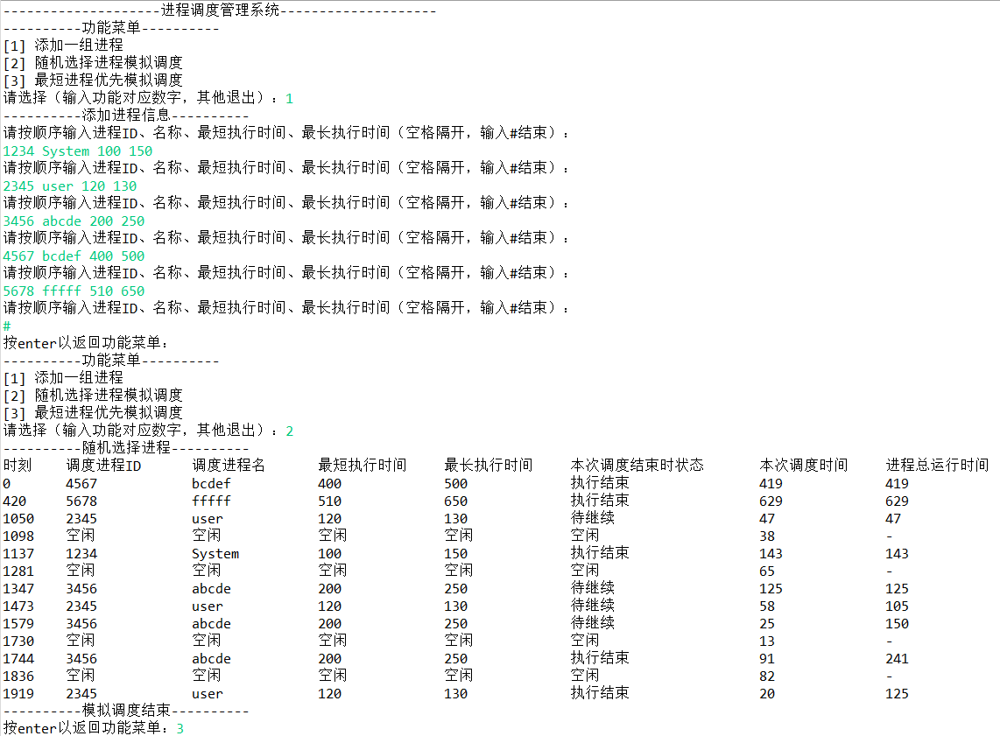 --------------------进程调度管理系统--------------------
----------功能菜单----------
[1] 添加一组进程
[2] 随机选择进程模拟调度
[3] 最短进程优先模拟调度
请选择（输入功能对应数字，其他退出）：1
----------添加进程信息----------
请按顺序输入进程ID、名称、最短执行时间、最长执行时间（空格隔开，输入#结束）：
1234 System 100 150
请按顺序输入进程ID、名称、最短执行时间、最长执行时间（空格隔开，输入#结束）：
2345 user 120 130
请按顺序输入进程ID、名称、最短执行时间、最长执行时间（空格隔开，输入#结束）：
3456 abcde 200 250
请按顺序输入进程ID、名称、最短执行时间、最长执行时间（空格隔开，输入#结束）：
4567 bcdef 400 500
请按顺序输入进程ID、名称、最短执行时间、最长执行时间（空格隔开，输入#结束）：
5678 fffff 510 650
请按顺序输入进程ID、名称、最短执行时间、最长执行时间（空格隔开，输入#结束）：
#
按enter以返回功能菜单：
----------功能菜单----------
[1] 添加一组进程
[2] 随机选择进程模拟调度
[3] 最短进程优先模拟调度
请选择（输入功能对应数字，其他退出）：2
----------随机选择进程----------
时刻 调度进程ID 调度进程名 最短执行时间 最长执行时间 本次调度结束时状态 本次调度时间 进程总运行时间
0 4567 bcdef 400 500 执行结束 419 419
420 5678 fffff 510 650 执行结束 629 629
1050 2345 user 120 130 待继续 47 47
1098 空闲 空闲 空闲 空闲 空闲 38 -
1137 1234 System 100 150 执行结束 143 143
1281 空闲 空闲 空闲 空闲 空闲 65 -
1347 3456 abcde 200 250 待继续 125 125
1473 2345 user 120 130 待继续 58 105
1579 3456 abcde 200 250 待继续 25 150
1730 空闲 空闲 空闲 空闲 空闲 13 -
1744 3456 abcde 200 250 执行结束 91 241
1836 空闲 空闲 空闲 空闲 空闲 82 -
1919 2345 user 120 130 执行结束 20 125
----------模拟调度结束----------
按enter以返回功能菜单：3